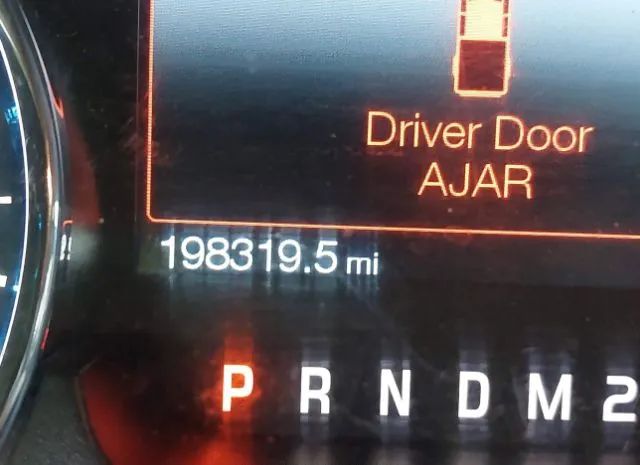 Driver Door
AJAR
198319.5 mi
P R N D M 2